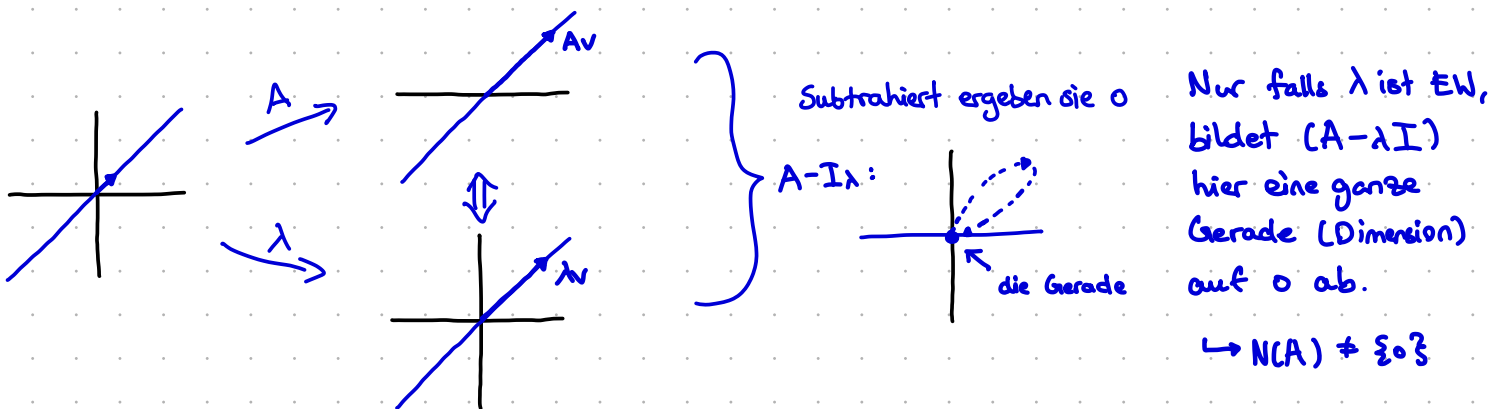 A
Av
λ
λv
Subtrahiert ergeben sie 0
A-Iλ:
die Gerade
Nur falls λ ist EW,
bildet (A-λI)
hier eine ganze
Gerade (Dimension)
auf 0 ab.
↳ N(A) ≠ {0}